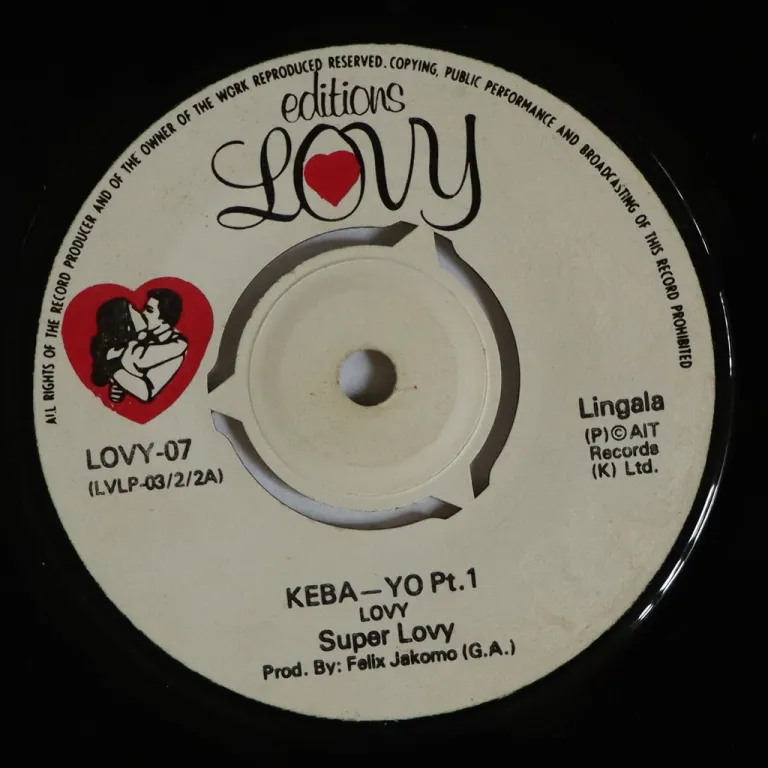 ALL RIGHTS OF THE RECORD PRODUCER AND OF THE OWNER OF THE WORK REPRODUCED RESERVED. COPYING, PUBLIC PERFORMANCE AND BROADCASTING OF THIS RECORD PROHIBITED
editions
LOVY
LOVY-07
(LVLP-03/2/2A)
Lingala
(P)©AIT
Records
(K) Ltd.
KEBA—YO Pt.1
LOVY
Super Lovy
Prod. By: Felix Jakomo (G.A.)